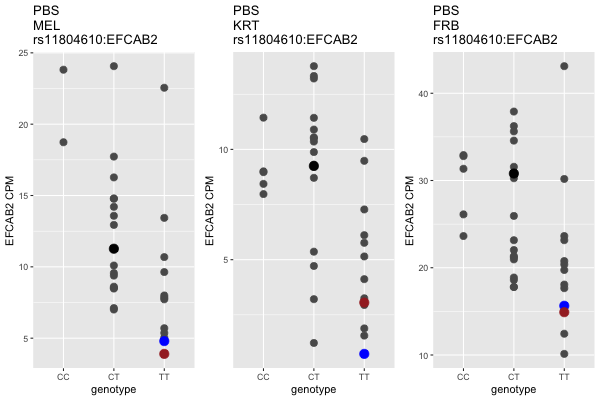 PBS
MEL
rs11804610:EFCAB2
25
20
15
10
5
EFCAB2 CPM
CC
CT
TT
genotype
PBS
KRT
rs11804610:EFCAB2
10
5
EFCAB2 CPM
CC
CT
TT
genotype
PBS
FRB
rs11804610:EFCAB2
40
30
20
10
EFCAB2 CPM
CC
CT
TT
genotype